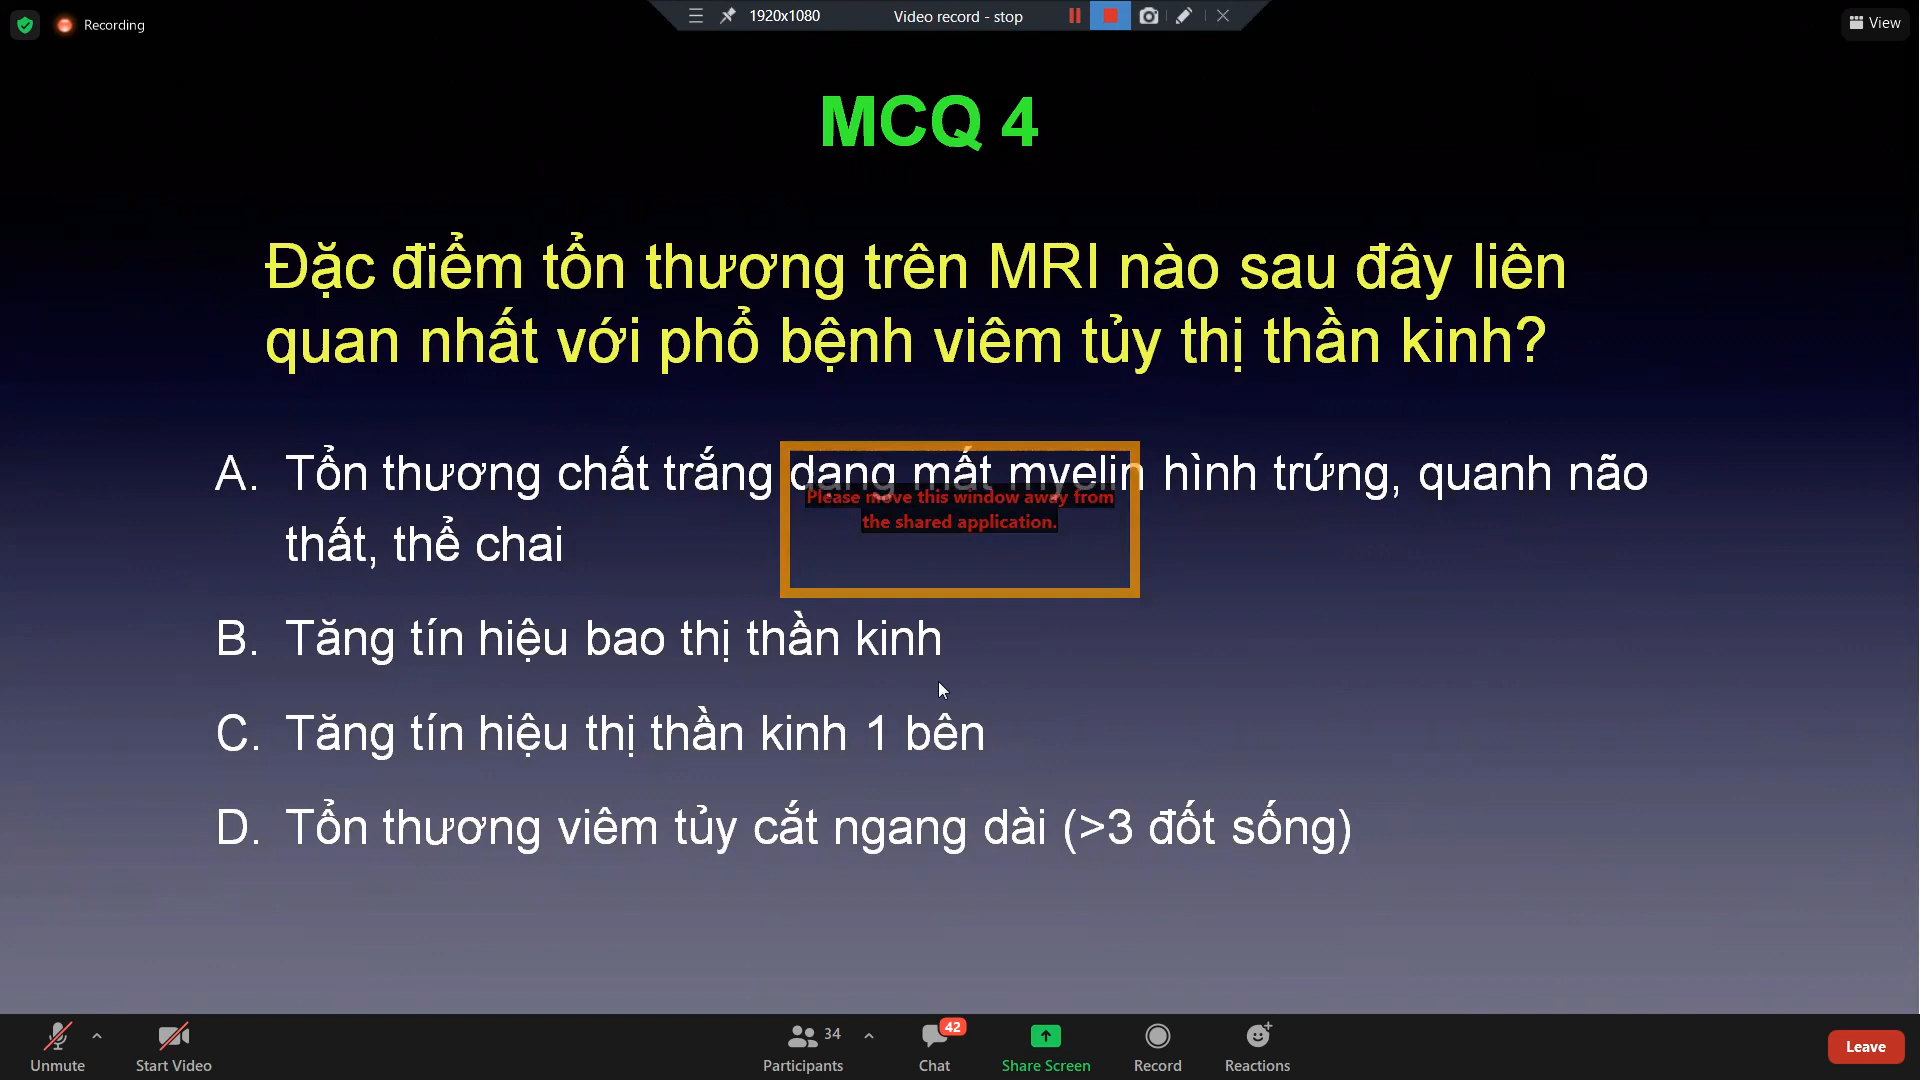 Recording
1920x1080
Video record - stop
View
MCQ 4
Đặc điểm tổn thương trên MRI nào sau đây liên
quan nhất với phổ bệnh viêm tủy thị thần kinh?
A. Tổn thương chất trắng dạng mất myelin hình trứng, quanh não
thất, thể chai
Please move this window away from
the shared application.
B. Tăng tín hiệu bao thị thần kinh
C. Tăng tín hiệu thị thần kinh 1 bên
D. Tổn thương viêm tủy cắt ngang dài (>3 đốt sống)
Unmute
Start Video
34
Participants
42
Chat
Share Screen
Record
Reactions
Leave